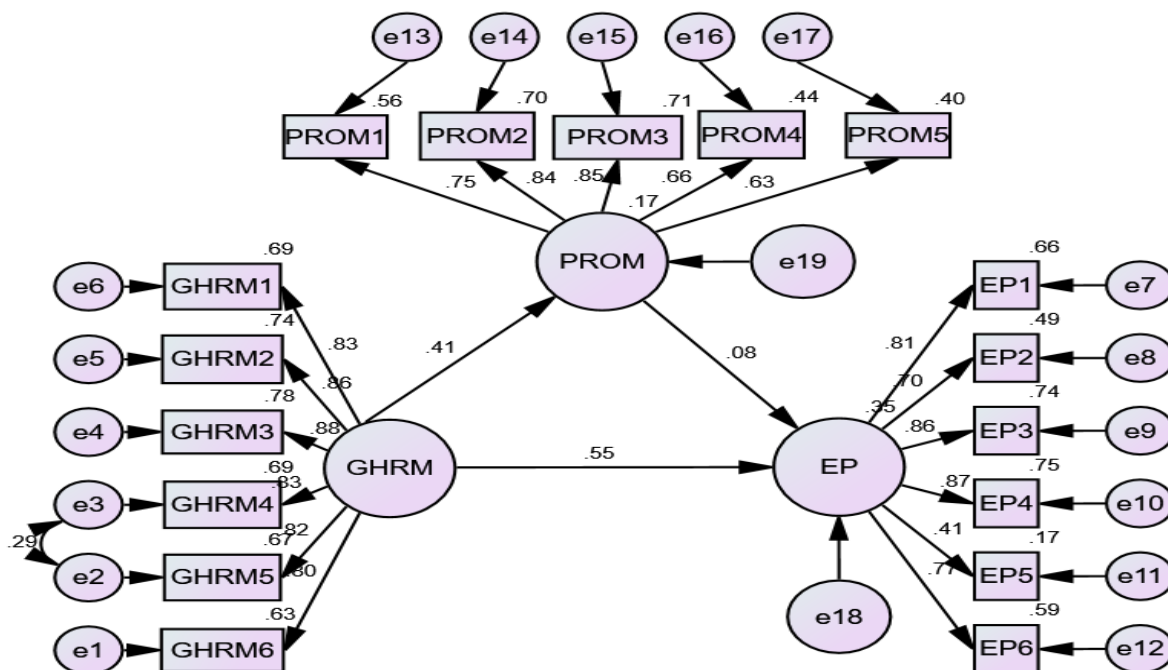 e13 e14 e15 e16 e17
.56 .70 .71 .44 .40
PROM1 PROM2 PROM3 PROM4 PROM5
.75 .84 .85 .66 .63
.17
PROM e19
.69 .66
e6 GHRM1 EP1 e7
.74 .83 .41 .08 .81 .49
e5 GHRM2 EP2 e8
.78 .86 .70 .74
.35
e4 GHRM3 .88 .86 EP3 e9
GHRM .55 EP
.69 .83 .87 .75
e3 GHRM4 EP4 e10
.29 .67 .82 .41 .17
e2 GHRM5 .80 .77 EP5 e11
.63 e18 .59
e1 GHRM6 EP6 e12